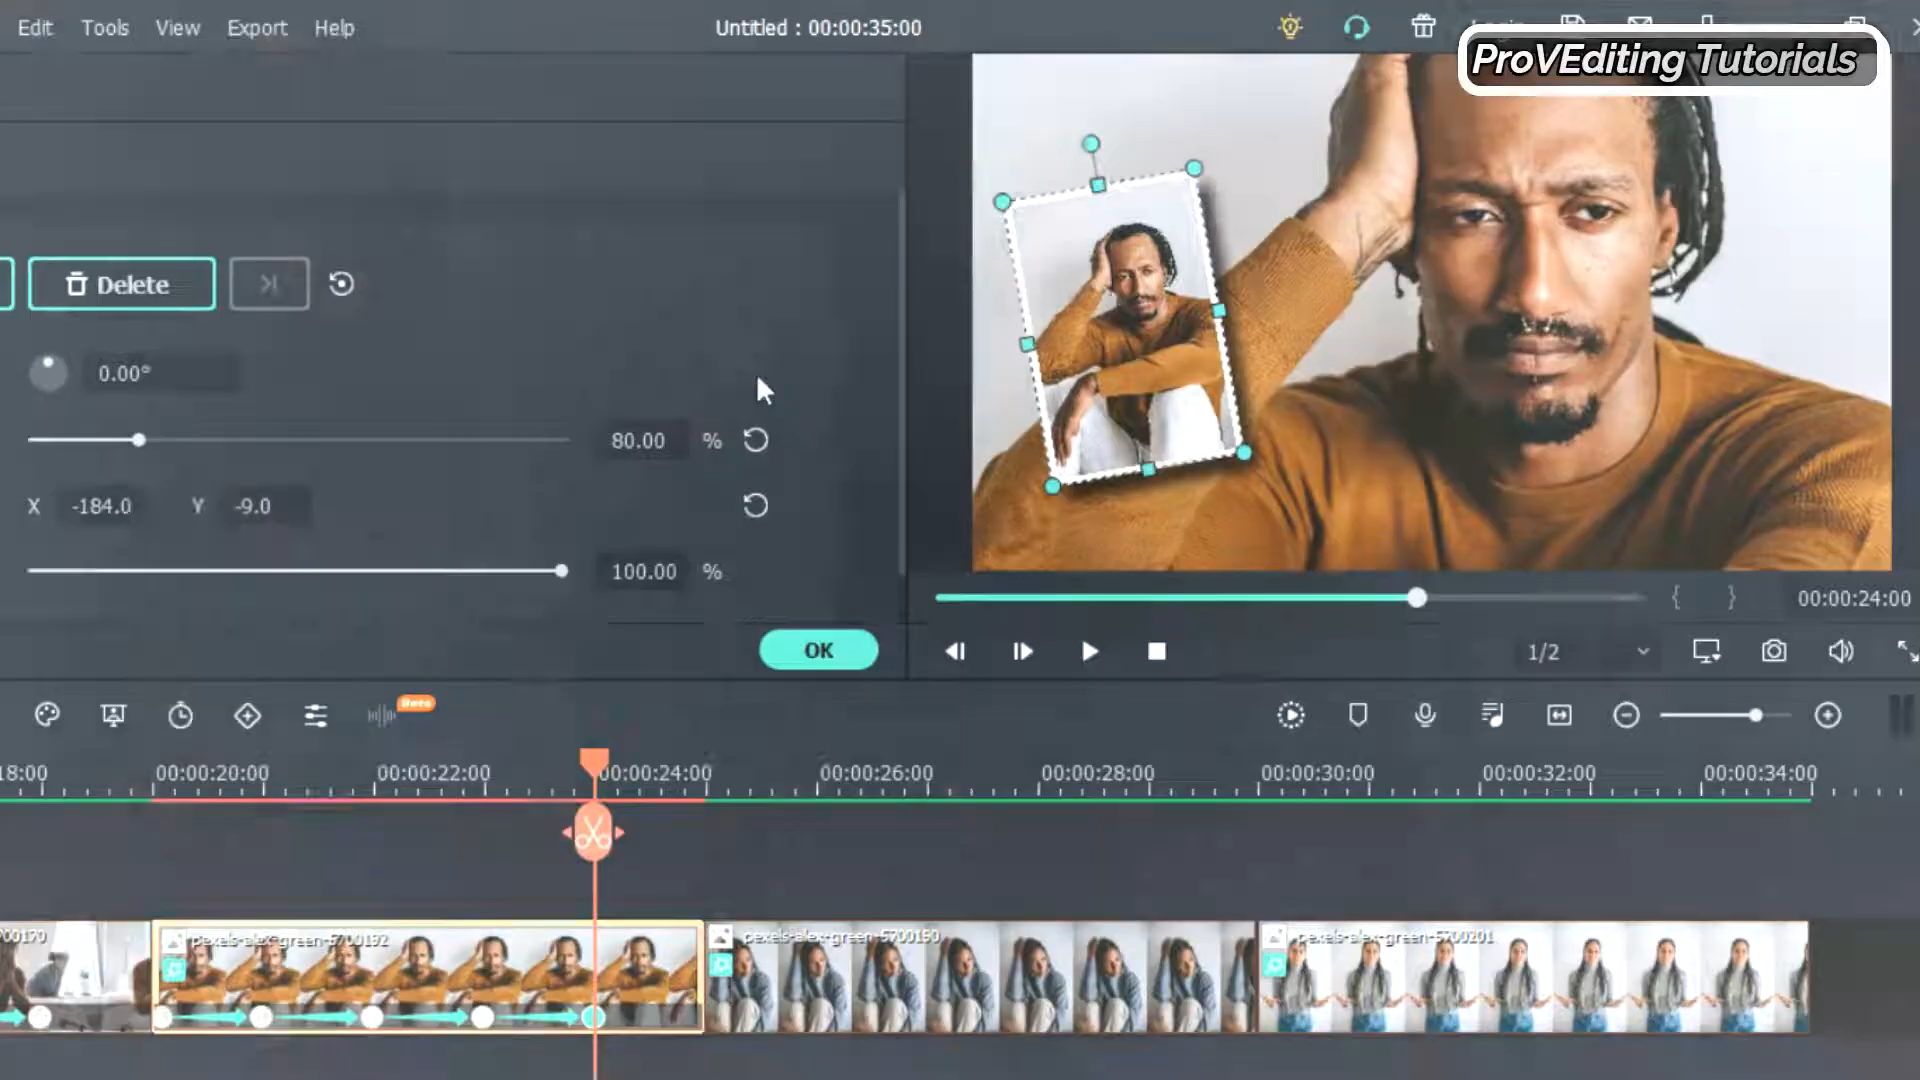 Edit Tools View Export Help
Untitled : 00:00:35:00
ProVEditing Tutorials
Delete
0.00°
80.00 %
X -184.0 Y -9.0
100.00 %
OK
{ } 00:00:24:00
1/2
Beta
18:00 00:00:20:00 00:00:22:00 00:00:24:00 00:00:26:00 00:00:28:00 00:00:30:00 00:00:32:00 00:00:34:00
700170 pexels-alex-green-5700192 pexels-alex-green-5700190 pexels-alex-green-5700201